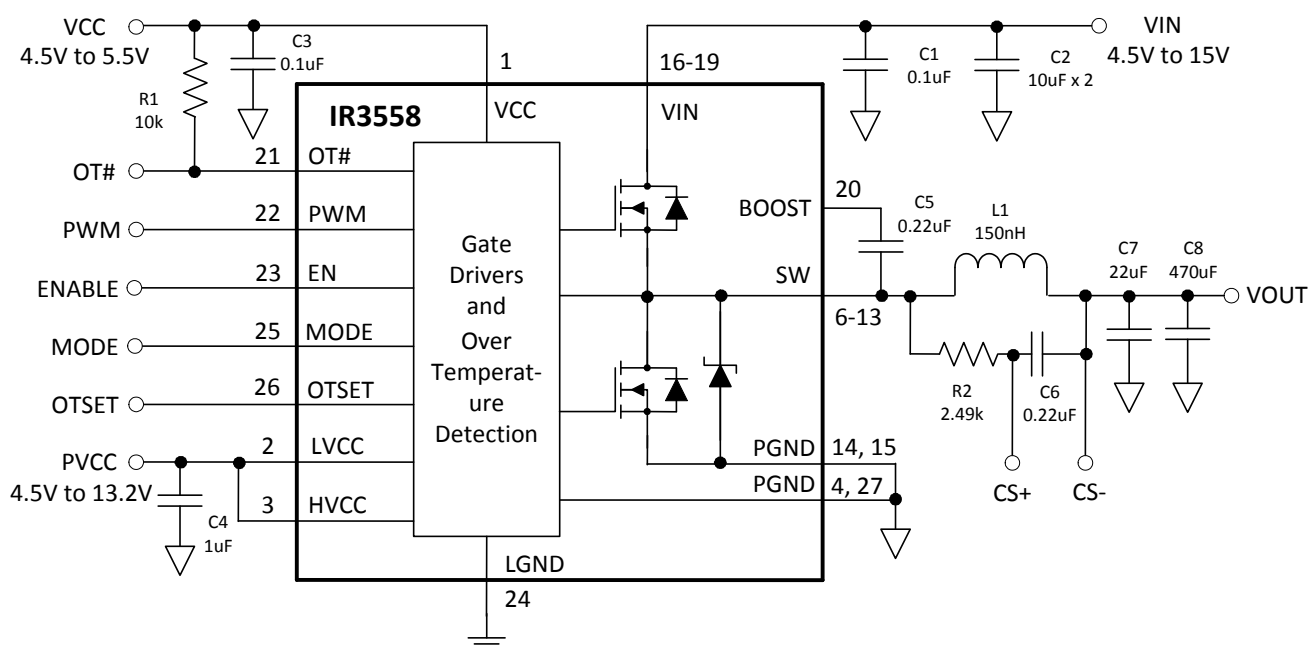 VCC
4.5V to 5.5V
C3
0.1uF
R1
10k
1
16-19
C1
0.1uF
C2
10uF x 2
VIN
4.5V to 15V
IR3558
VCC
VIN
OT#
21
OT#
PWM
22
PWM
ENABLE
23
EN
MODE
25
MODE
OTSET
26
OTSET
PVCC
4.5V to 13.2V
2
LVCC
3
HVCC
C4
1uF
Gate
Drivers
and
Over
Temperat-
ure
Detection
BOOST
20
C5
0.22uF
SW
6-13
L1
150nH
C7
22uF
C8
470uF
VOUT
R2
2.49k
C6
0.22uF
CS+
CS-
PGND
14, 15
PGND
4, 27
LGND
24